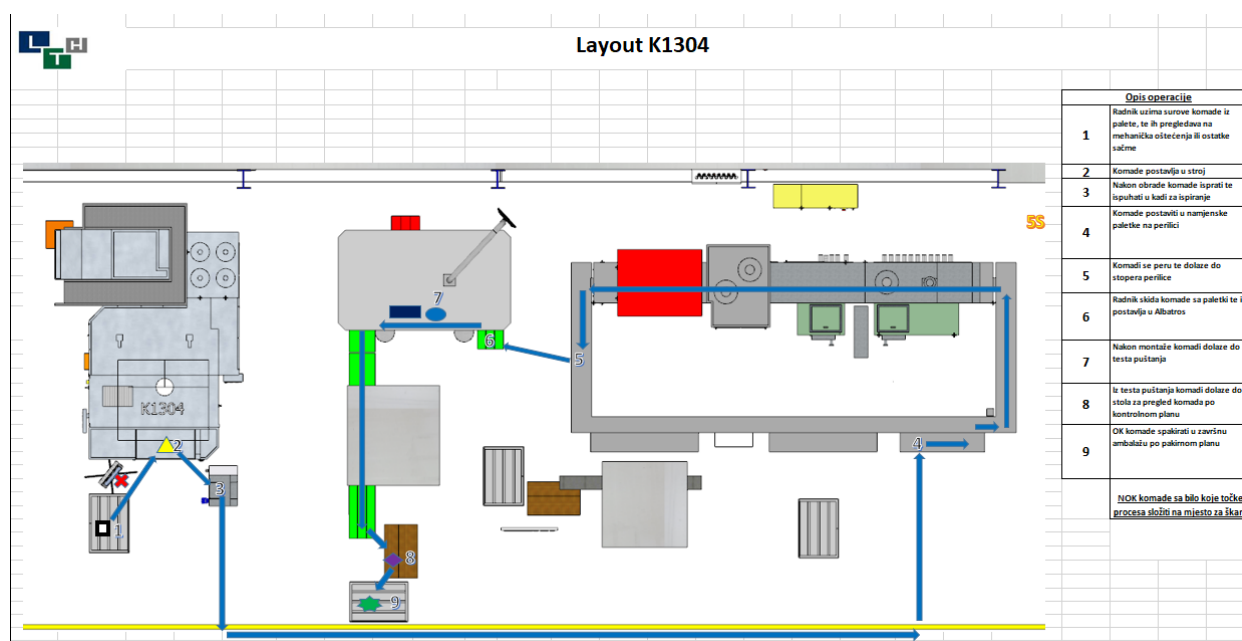 LTH
Layout K1304
Opis operacije
1
Radnik uzima surove komade iz
palete, te ih pregledava na
mehanička oštećenja ili ostatke
sačme
2
Komade postavlja u stroj
3
Nakon obrade komade isprati te
ispuhati u kadi za ispiranje
4
Komade postaviti u namjenske
paletke na perilici
5
Komadi se peru te dolaze do
stopera perilice
6
Radnik skida komade sa paletki te i
postavlja u Albatros
7
Nakon montaže komadi dolaze do
testa puštanja
8
Iz testa puštanja komadi dolaze do
stola za pregled komada po
kontrolnom planu
9
OK komade spakirati u završnu
ambalažu po pakirnom planu
NOK komade sa bilo koje točke
procesa složiti na mjesto za škar
5S
7
6
5
K1304
2
4
3
1
8
9